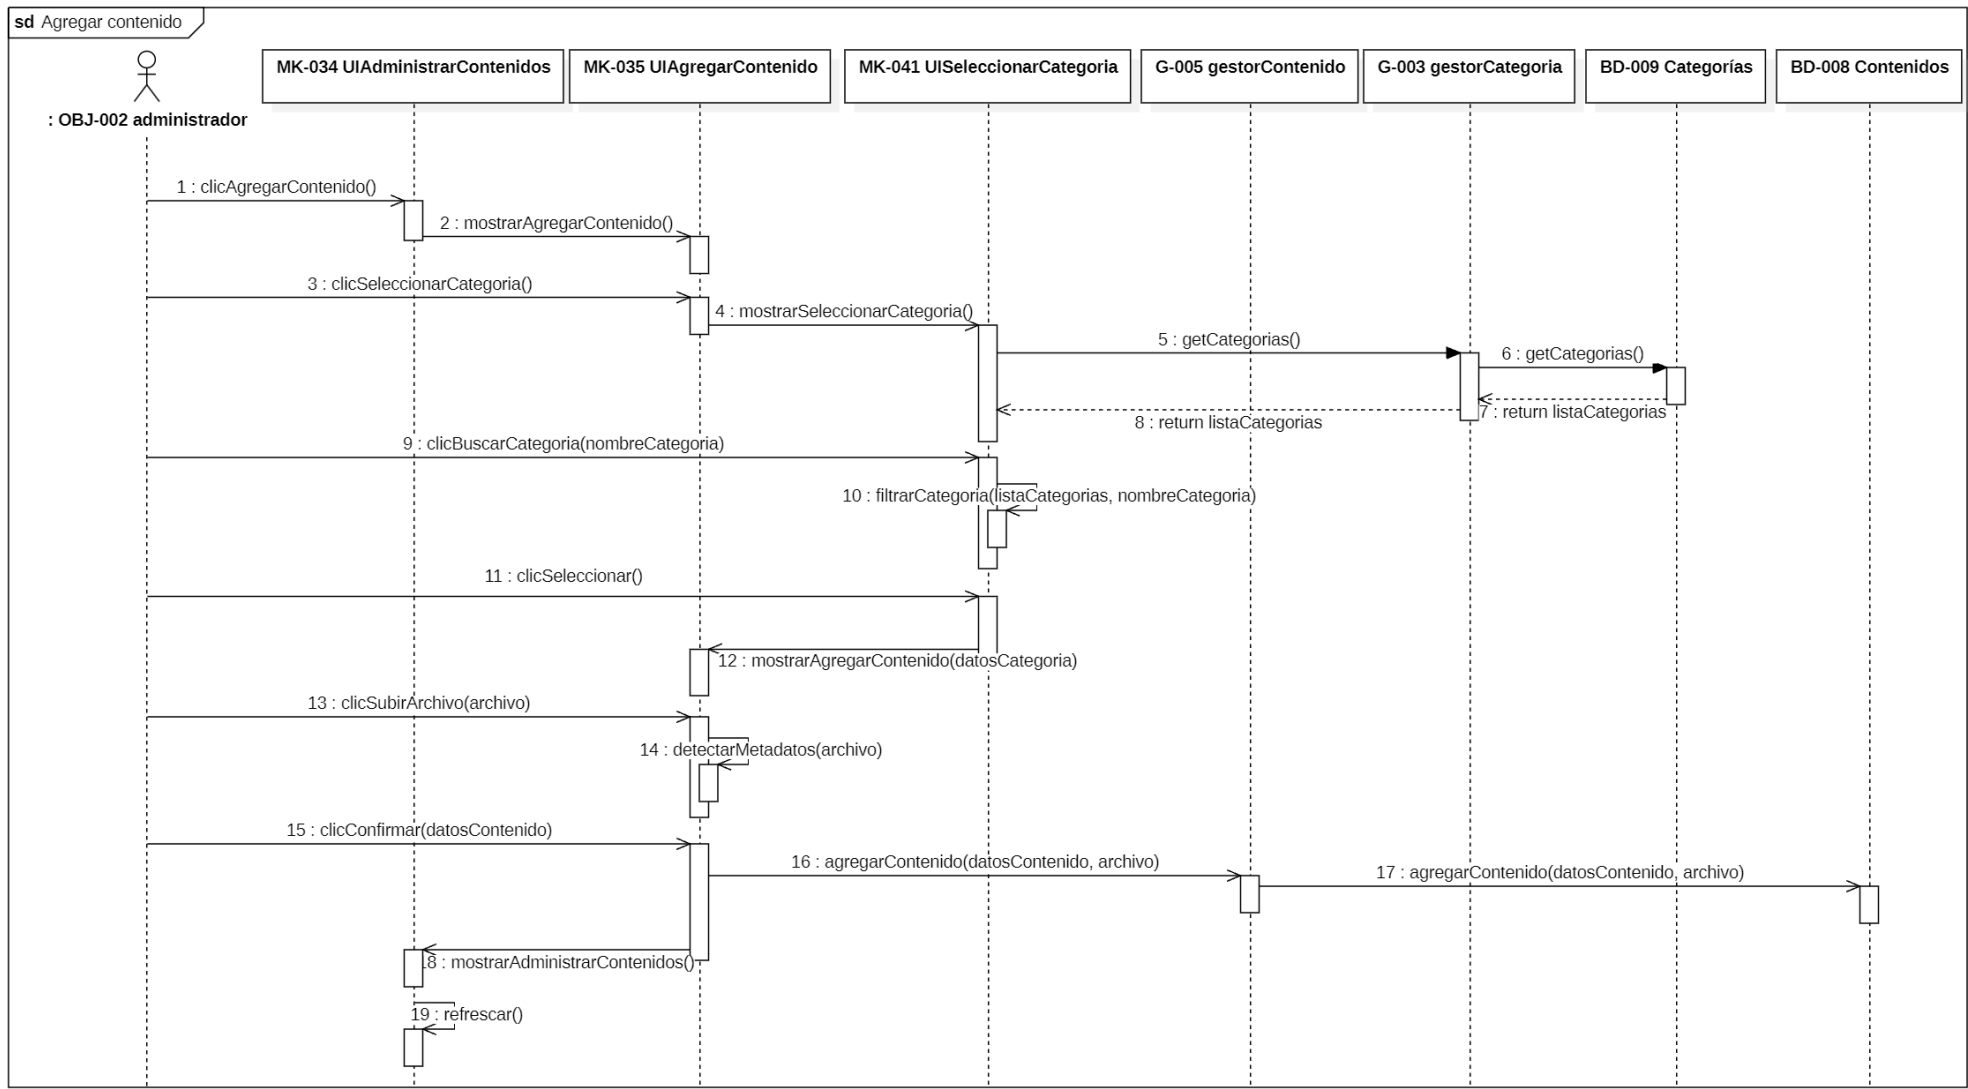 sd Agregar contenido
MK-034 UIAdministrarContenidos
MK-035 UIAgregarContenido
MK-041 UISeleccionarCategoria
G-005 gestorContenido
G-003 gestorCategoria
BD-009 Categorías
BD-008 Contenidos
: OBJ-002 administrador
1 : clicAgregarContenido()
2 : mostrarAgregarContenido()
3 : clicSeleccionarCategoria()
4 : mostrarSeleccionarCategoria()
5 : getCategorias()
6 : getCategorias()
7 : return listaCategorias
8 : return listaCategorias
9 : clicBuscarCategoria(nombreCategoria)
10 : filtrarCategoria(listaCategorias, nombreCategoria)
11 : clicSeleccionar()
12 : mostrarAgregarContenido(datosCategoria)
13 : clicSubirArchivo(archivo)
14 : detectarMetadatos(archivo)
15 : clicConfirmar(datosContenido)
16 : agregarContenido(datosContenido, archivo)
17 : agregarContenido(datosContenido, archivo)
18 : mostrarAdministrarContenidos()
19 : refrescar()